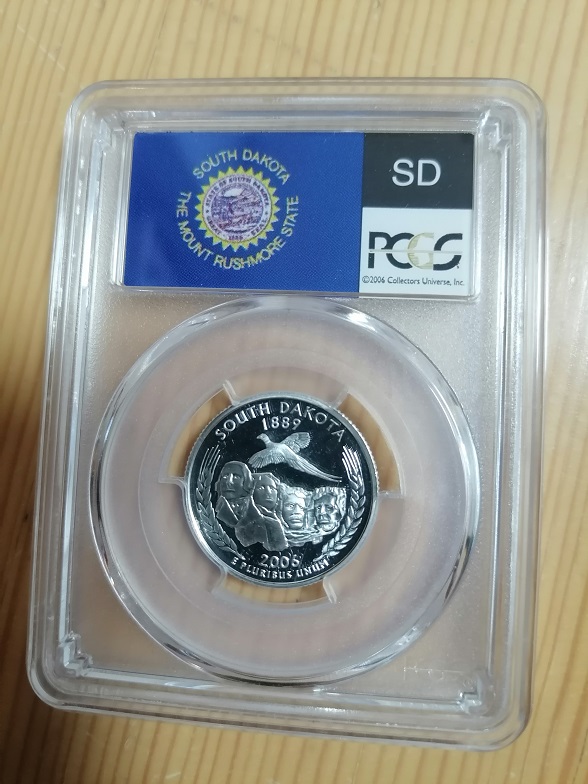 SOUTH DAKOTA
THE MOUNT RUSHMORE STATE
SD
PCGS
©2006 Collectors Universe, Inc.
SOUTH DAKOTA
1889
2006
E PLURIBUS UNUM